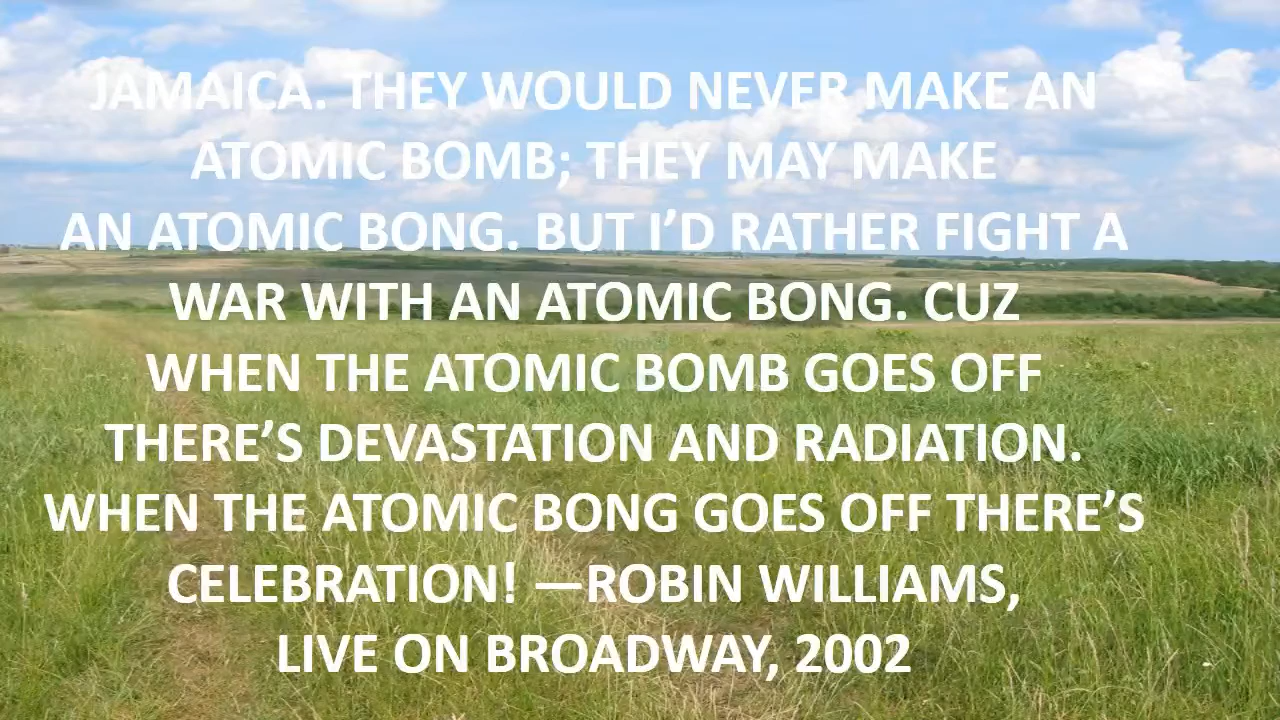 JAMAICA. THEY WOULD NEVER MAKE AN
ATOMIC BOMB; THEY MAY MAKE
AN ATOMIC BONG. BUT I’D RATHER FIGHT A
WAR WITH AN ATOMIC BONG. CUZ
WHEN THE ATOMIC BOMB GOES OFF
THERE’S DEVASTATION AND RADIATION.
WHEN THE ATOMIC BONG GOES OFF THERE’S
CELEBRATION! —ROBIN WILLIAMS,
LIVE ON BROADWAY, 2002